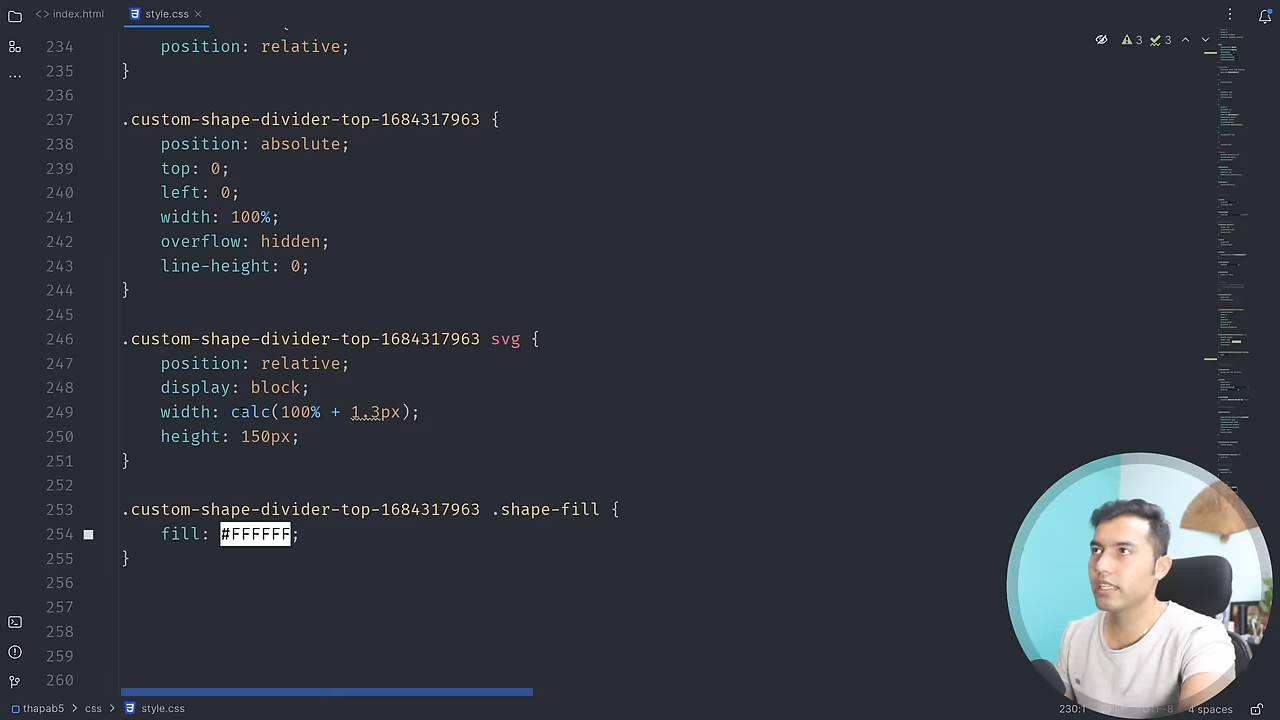 index.html style.css
3 3
234 position: relative;
235 }
236
237 .custom-shape-divider-top-1684317963 {
238 position: absolute;
239 top: 0;
240 left: 0;
241 width: 100%;
242 overflow: hidden;
243 line-height: 0;
244 }
245
246 .custom-shape-divider-top-1684317963 svg {
247 position: relative;
248 display: block;
249 width: calc(100% + 1.3px);
250 height: 150px;
251 }
252
253 .custom-shape-divider-top-1684317963 .shape-fill {
254 fill: #FFFFFF;
255 }
256
257
258
259
260
thapab5 > css > style.css 230:1 UTF-8 4 spaces